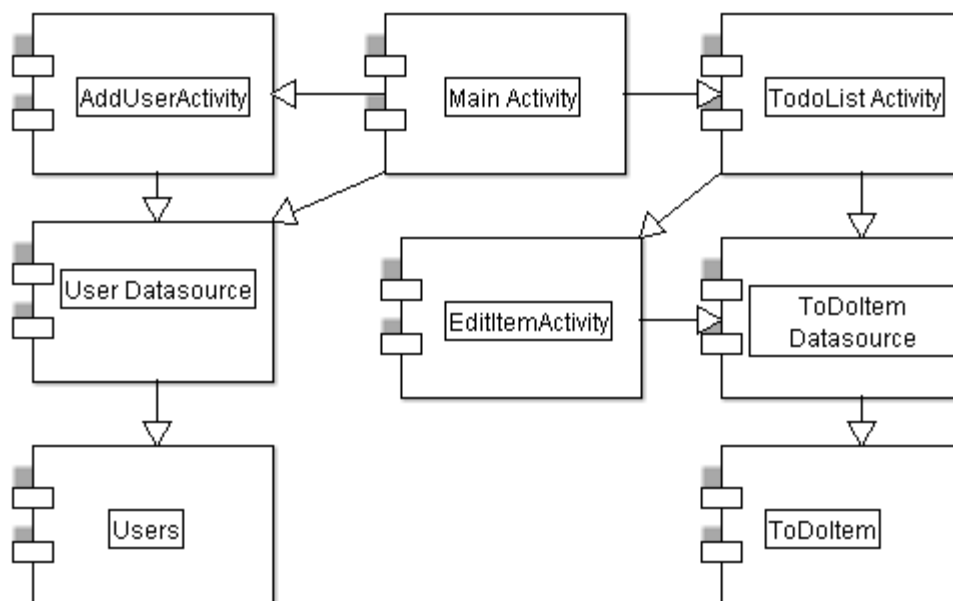 AddUserActivity
Main Activity
TodoList Activity
User Datasource
EditItemActivity
ToDoItem
Datasource
Users
ToDoItem